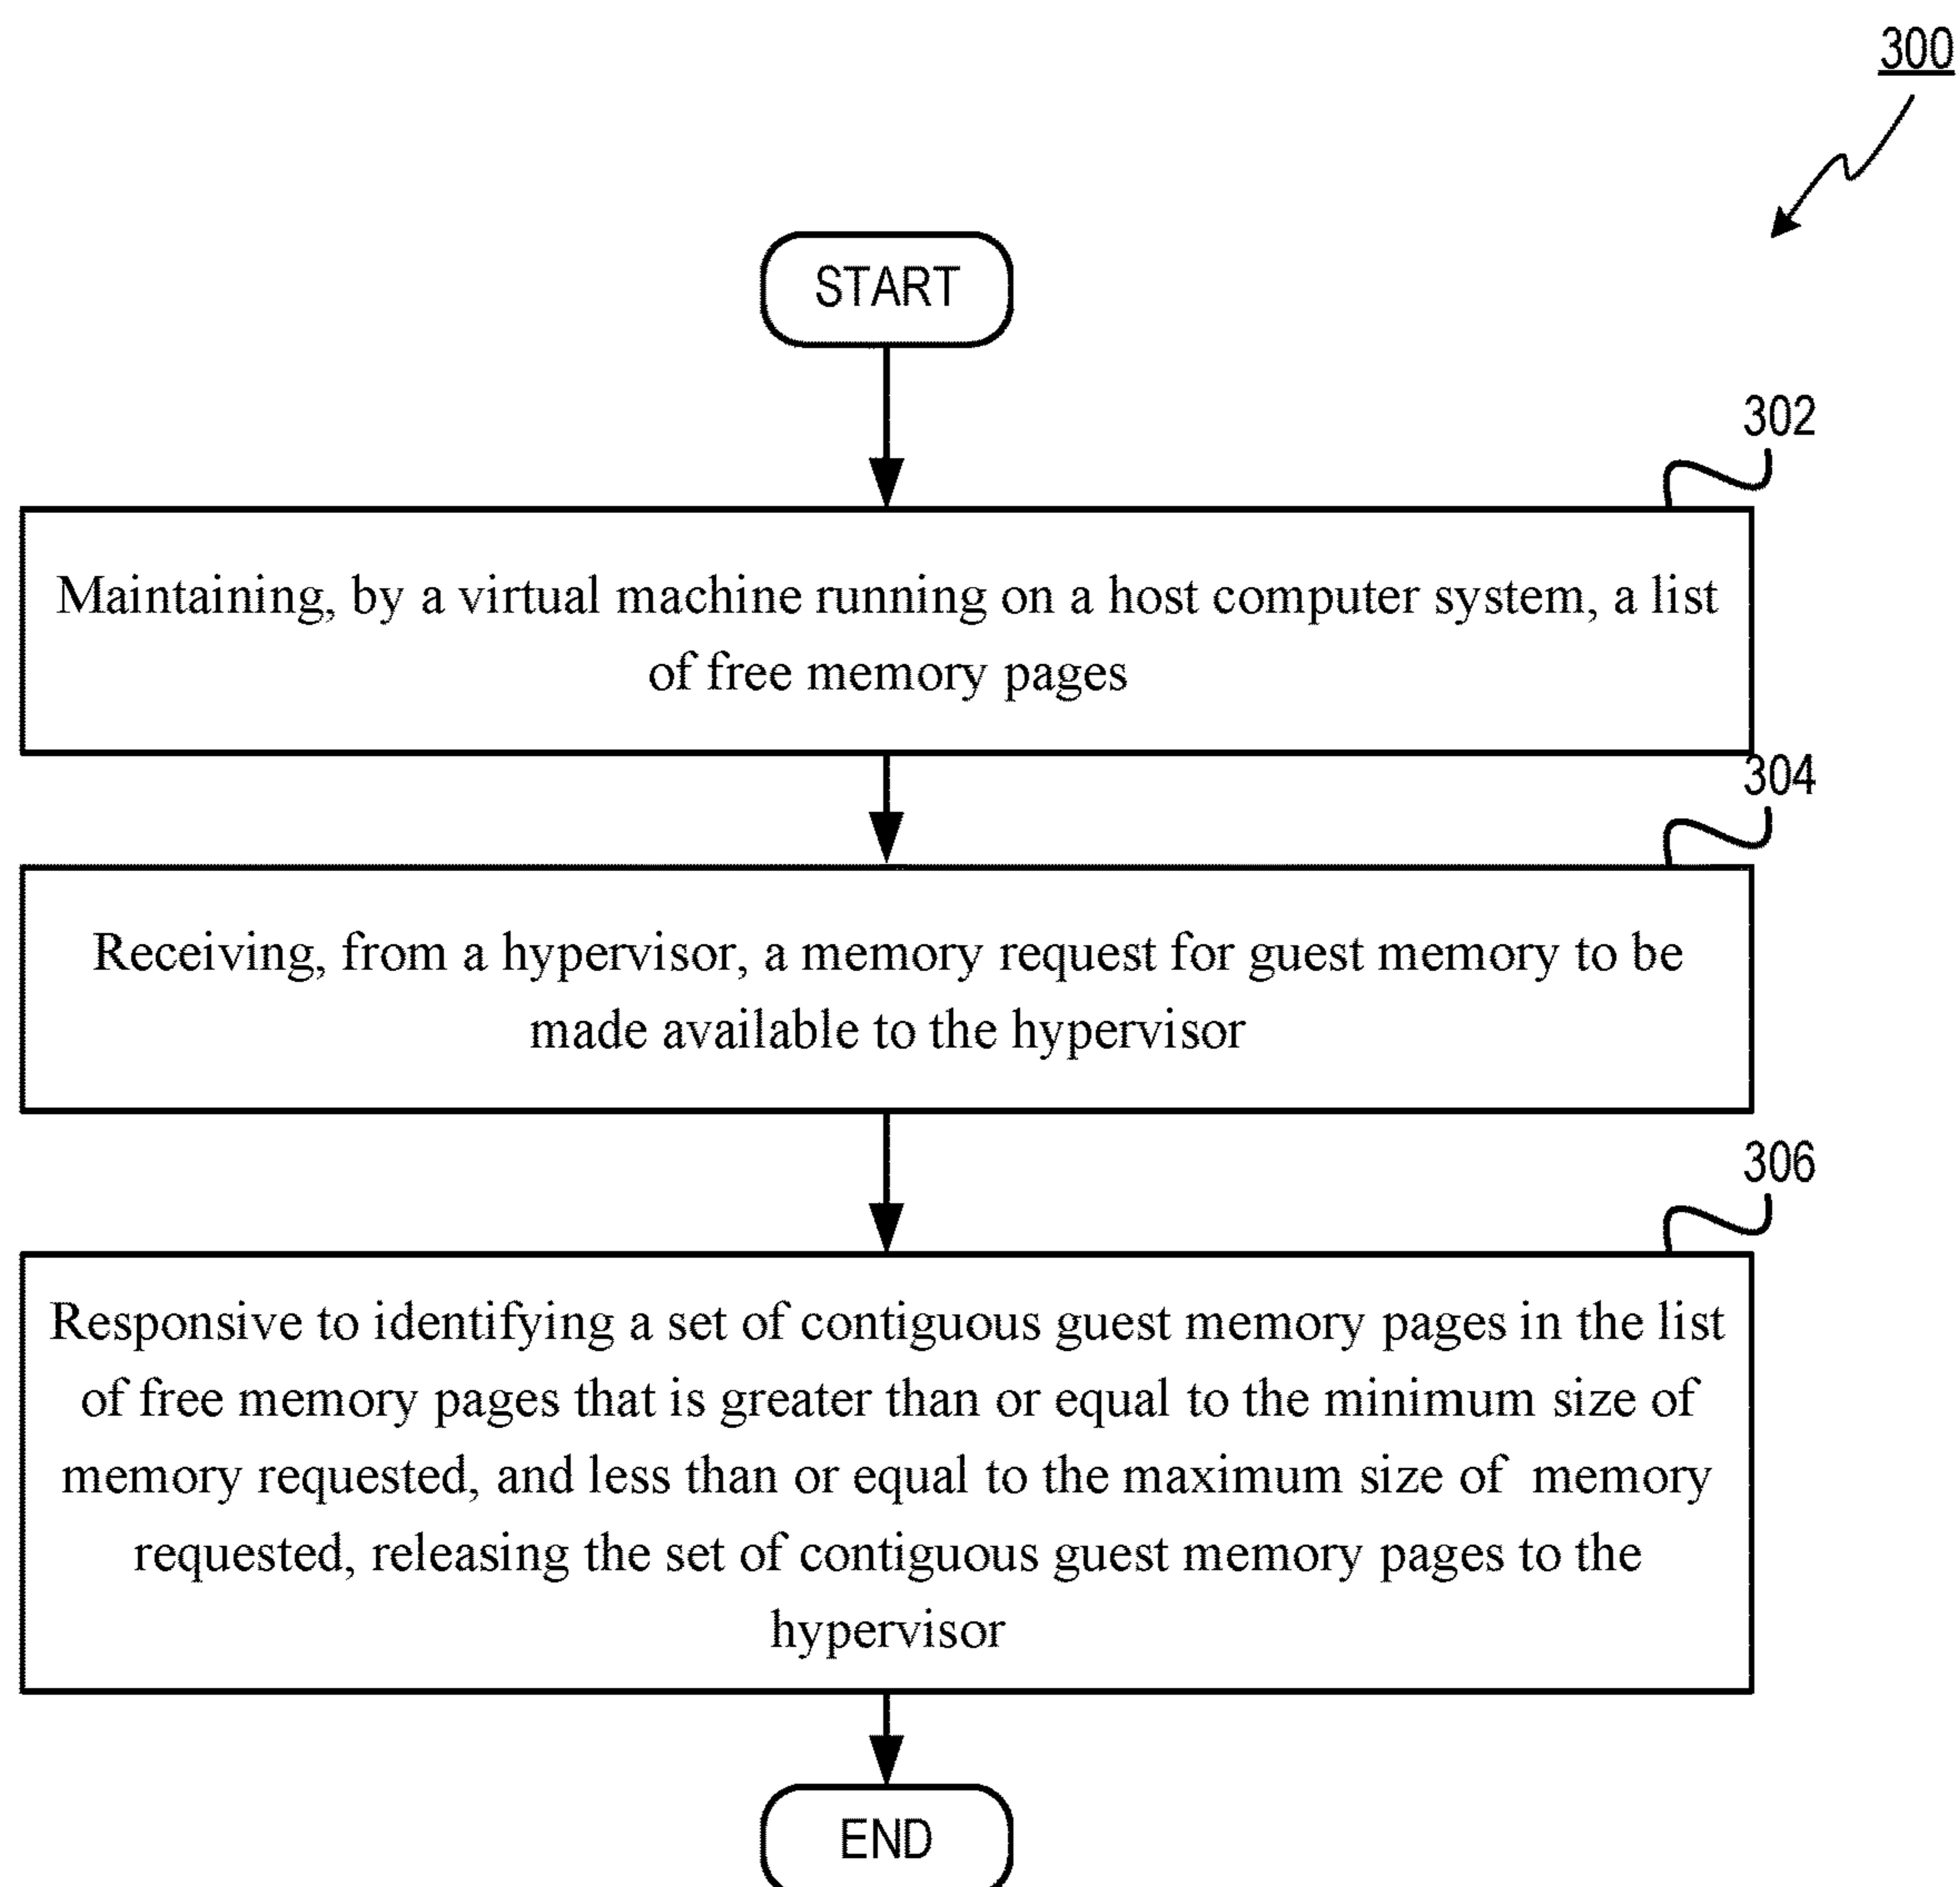 300
START
302
Maintaining, by a virtual machine running on a host computer system, a list
of free memory pages
304
Receiving, from a hypervisor, a memory request for guest memory to be
made available to the hypervisor
306
Responsive to identifying a set of contiguous guest memory pages in the list
of free memory pages that is greater than or equal to the minimum size of
memory requested, and less than or equal to the maximum size of memory
requested, releasing the set of contiguous guest memory pages to the
hypervisor
END